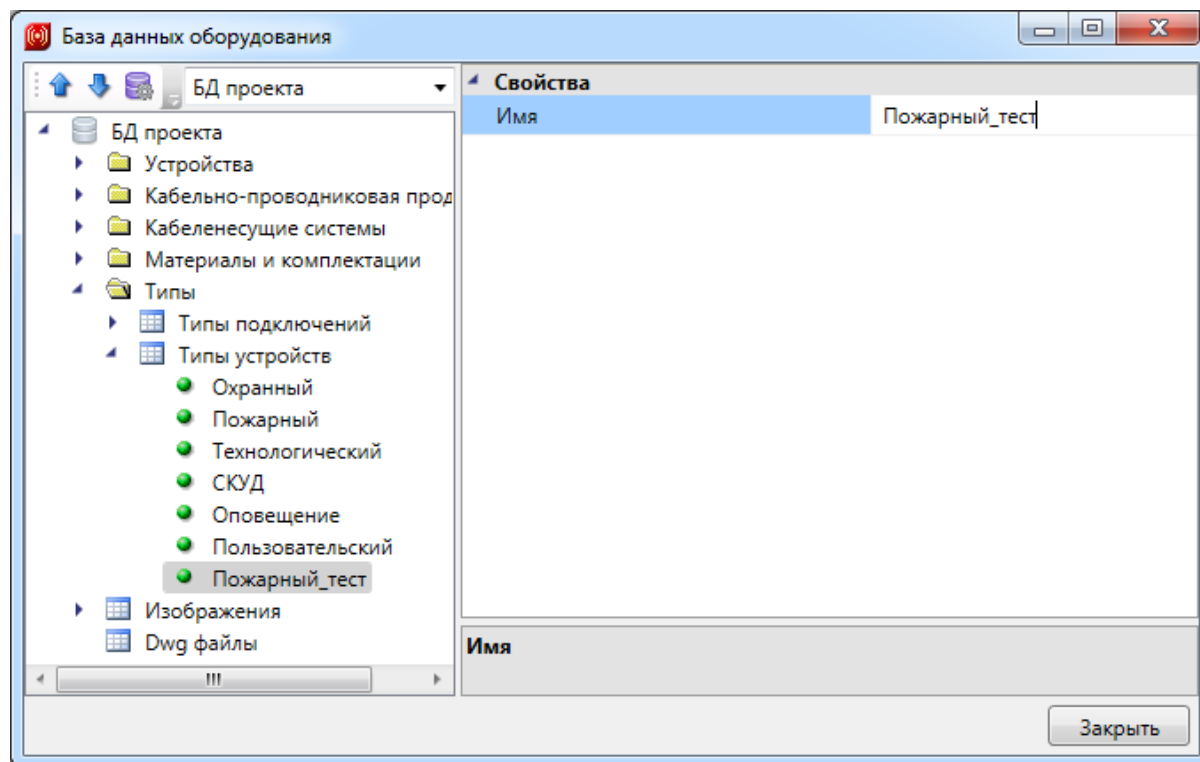 База данных оборудования
БД проекта
БД проекта
Устройства
Кабельно-проводниковая прод
Кабеленесущие системы
Материалы и комплектации
Типы
Типы подключений
Типы устройств
Охранный
Пожарный
Технологический
СКУД
Оповещение
Пользовательский
Пожарный_тест
Изображения
Dwg файлы
Свойства
Имя Пожарный_тест
Имя
Закрыть